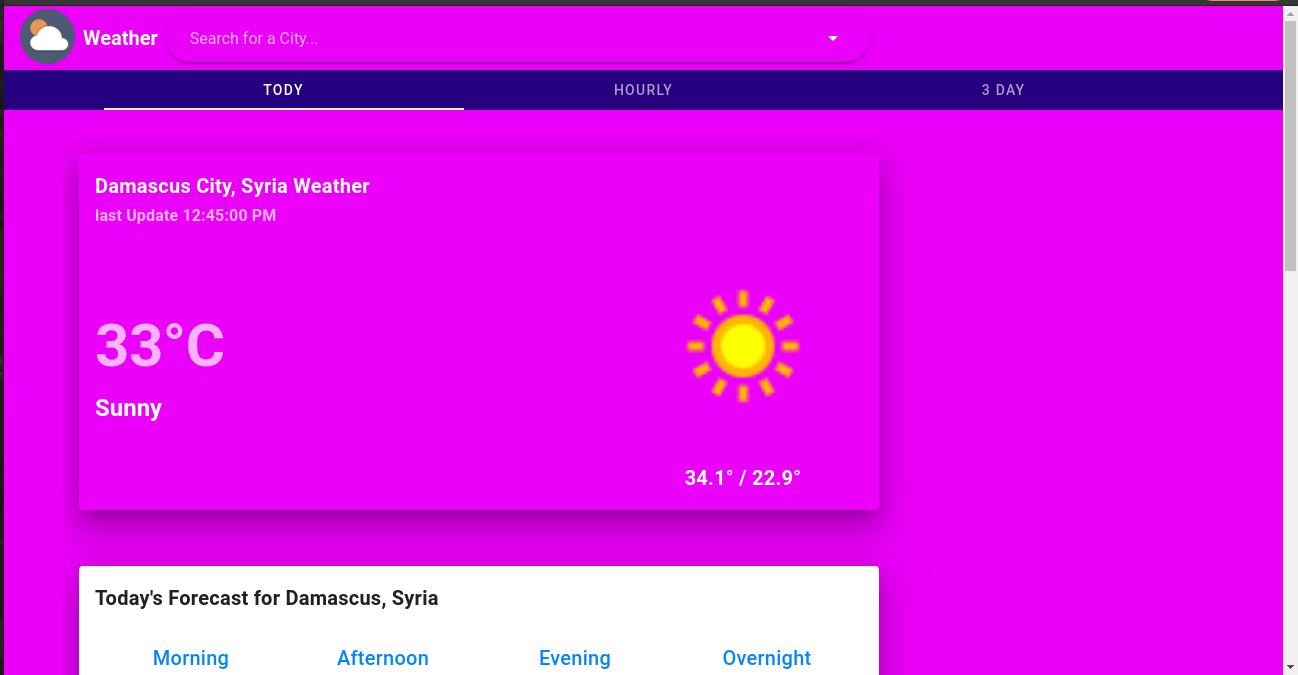 Weather
Search for a City...
TODY HOURLY 3 DAY
Damascus City, Syria Weather
last Update 12:45:00 PM
33°C
Sunny
34.1° / 22.9°
Today's Forecast for Damascus, Syria
Morning Afternoon Evening Overnight